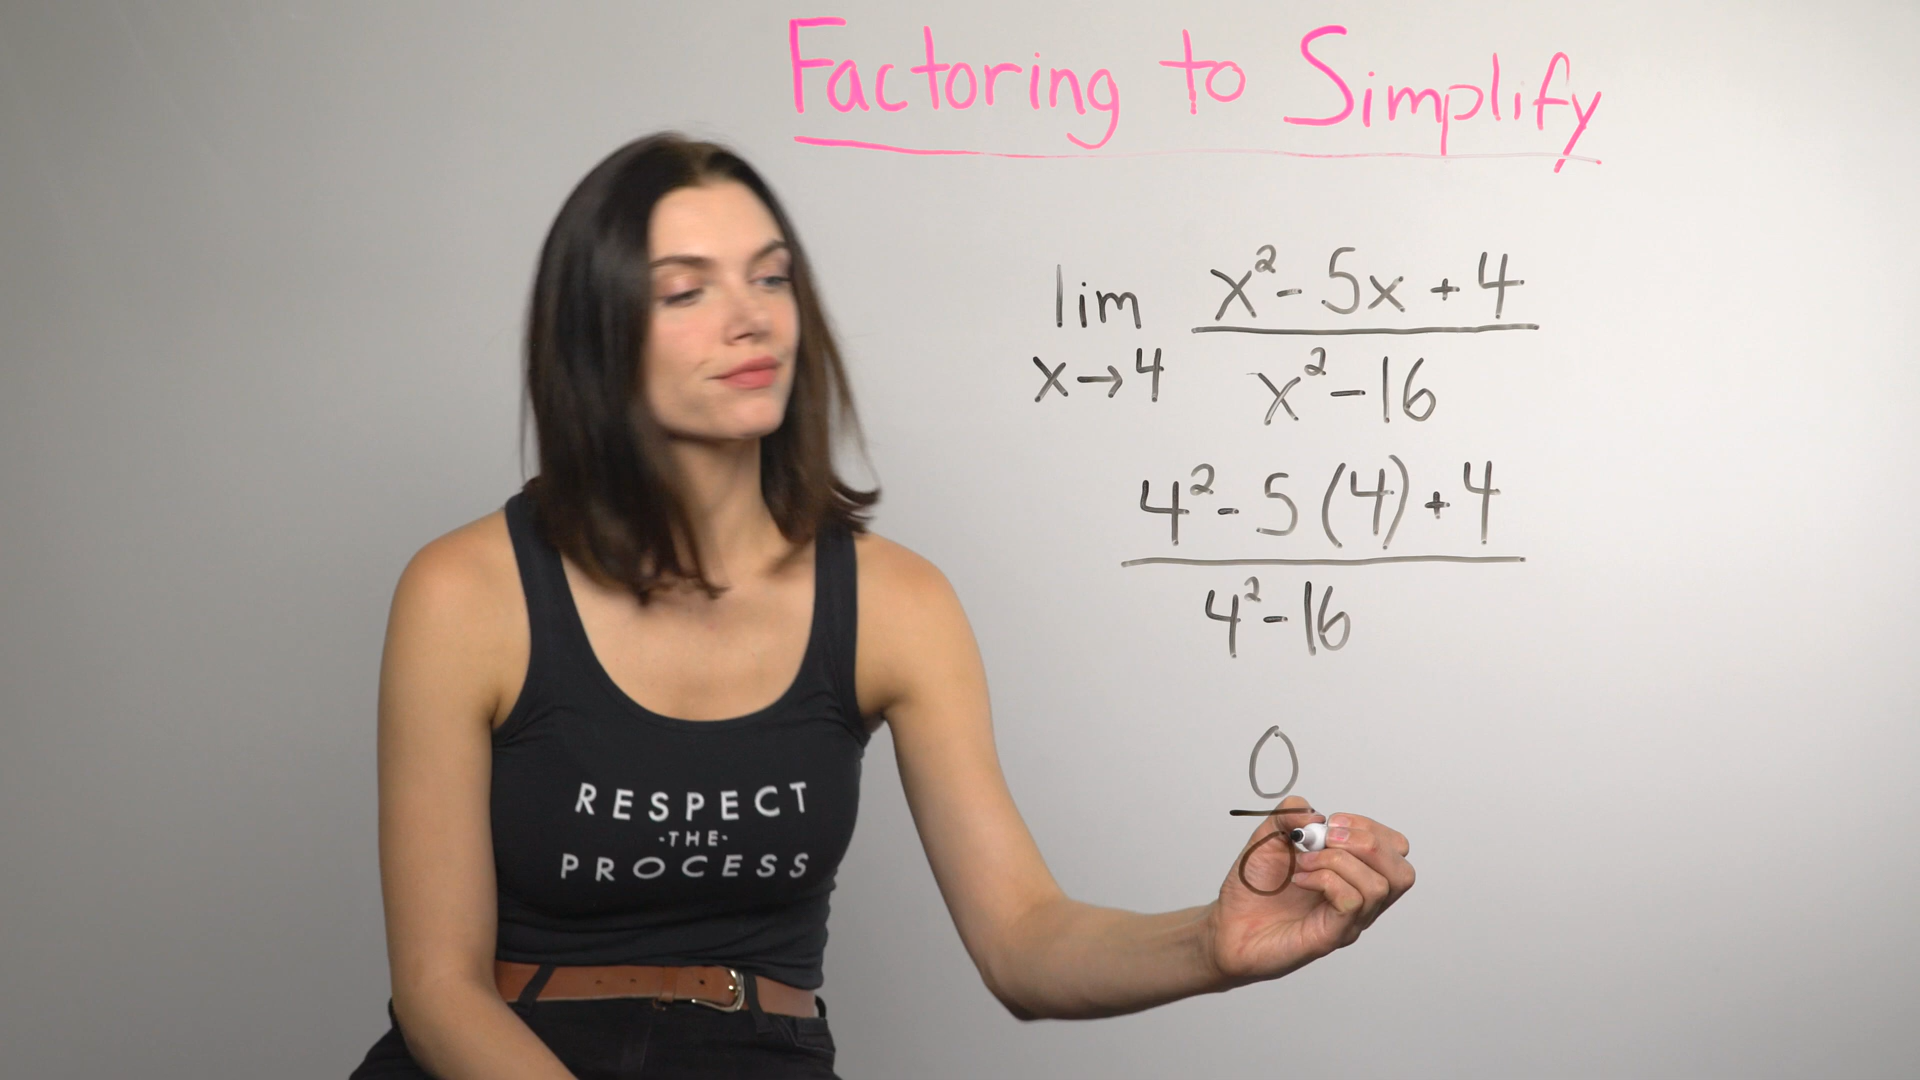 Factoring to Simplify
lim x→4 x²- 5x + 4
x² - 16
4² - 5 (4) + 4
4² - 16
0
0
RESPECT
·THE·
PROCESS